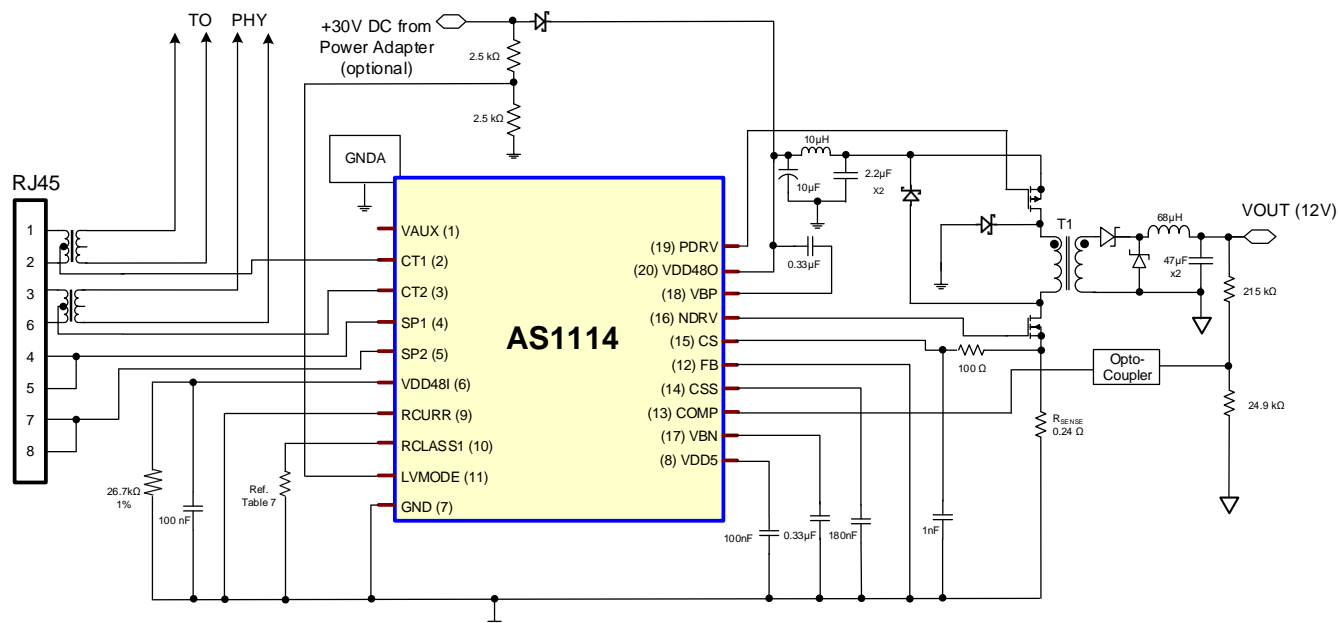 TO PHY
+30V DC from
Power Adapter
(optional)
2.5 kΩ
2.5 kΩ
GNDA
RJ45
1
2
3
6
4
5
7
8
VAUX (1)
CT1 (2)
CT2 (3)
SP1 (4)
SP2 (5)
VDD48I (6)
RCURR (9)
RCLASS1 (10)
LVMODE (11)
GND (7)
AS1114
(19) PDRV
(20) VDD48O
(18) VBP
(16) NDRV
(15) CS
(12) FB
(14) CSS
(13) COMP
(17) VBN
(8) VDD5
26.7kΩ
1%
100 nF
Ref.
Table 7
10µH
10µF
2.2µF
X2
0.33µF
T1
68µH
VOUT (12V)
47µF
x2
215 kΩ
100 Ω
Opto-
Coupler
24.9 kΩ
RSENSE
0.24 Ω
100nF
0.33µF
180nF
1nF